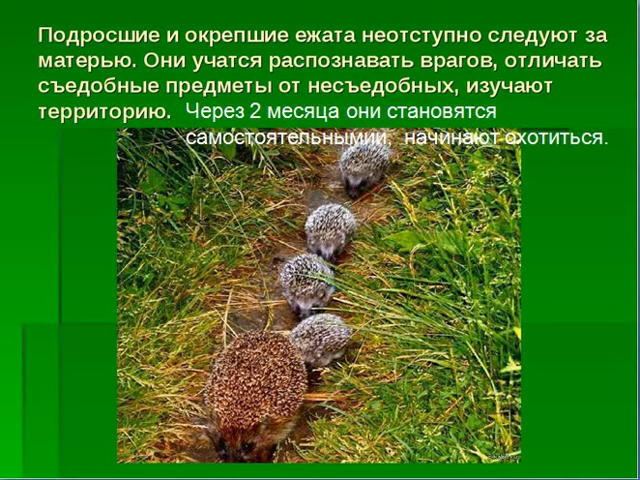 Подросшие и окрепшие ежата неотступно следуют за
матерью. Они учатся распознавать врагов, отличать
съедобные предметы от несъедобных, изучают
территорию. Через 2 месяца они становятся
самостоятельнымии, начинают охотиться.